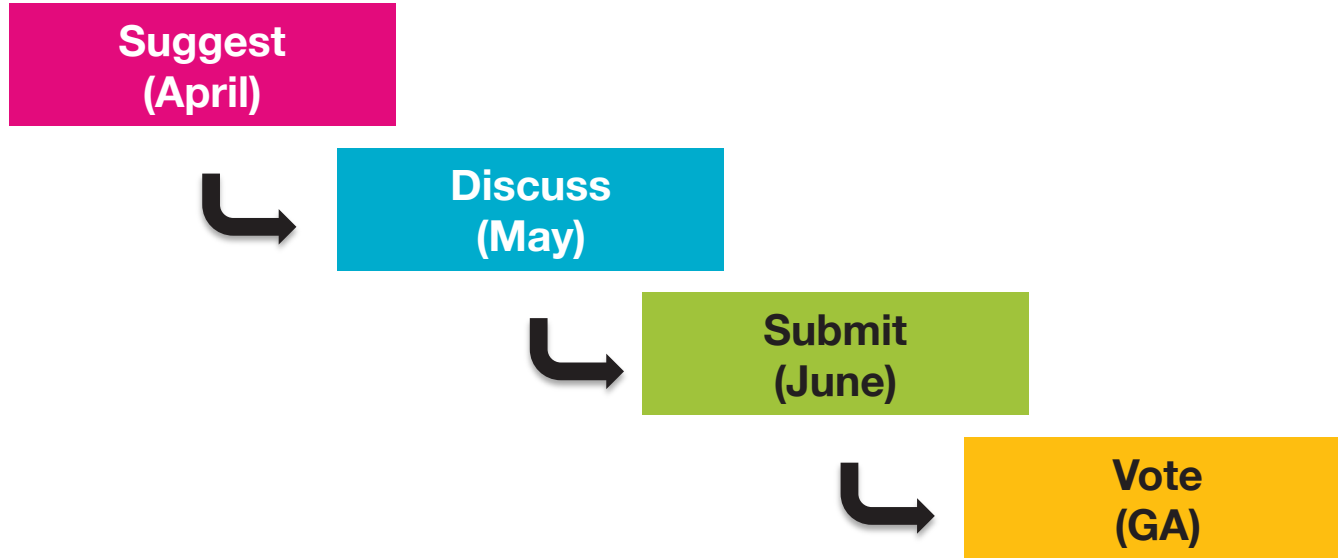 Suggest
(April)
Discuss
(May)
Submit
(June)
Vote
(GA)